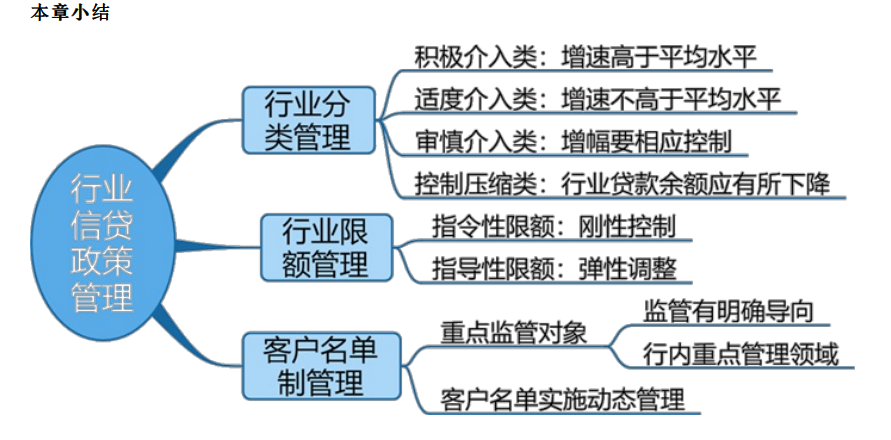 本章小结
行业
信贷
政策
管理
行业分
类管理
积极介入类：增速高于平均水平
适度介入类：增速不高于平均水平
审慎介入类：增幅要相应控制
控制压缩类：行业贷款余额应有所下降
行业限
额管理
指令性限额：刚性控制
指导性限额：弹性调整
客户名单
制管理
重点监管对象
监管有明确导向
行内重点管理领域
客户名单实施动态管理